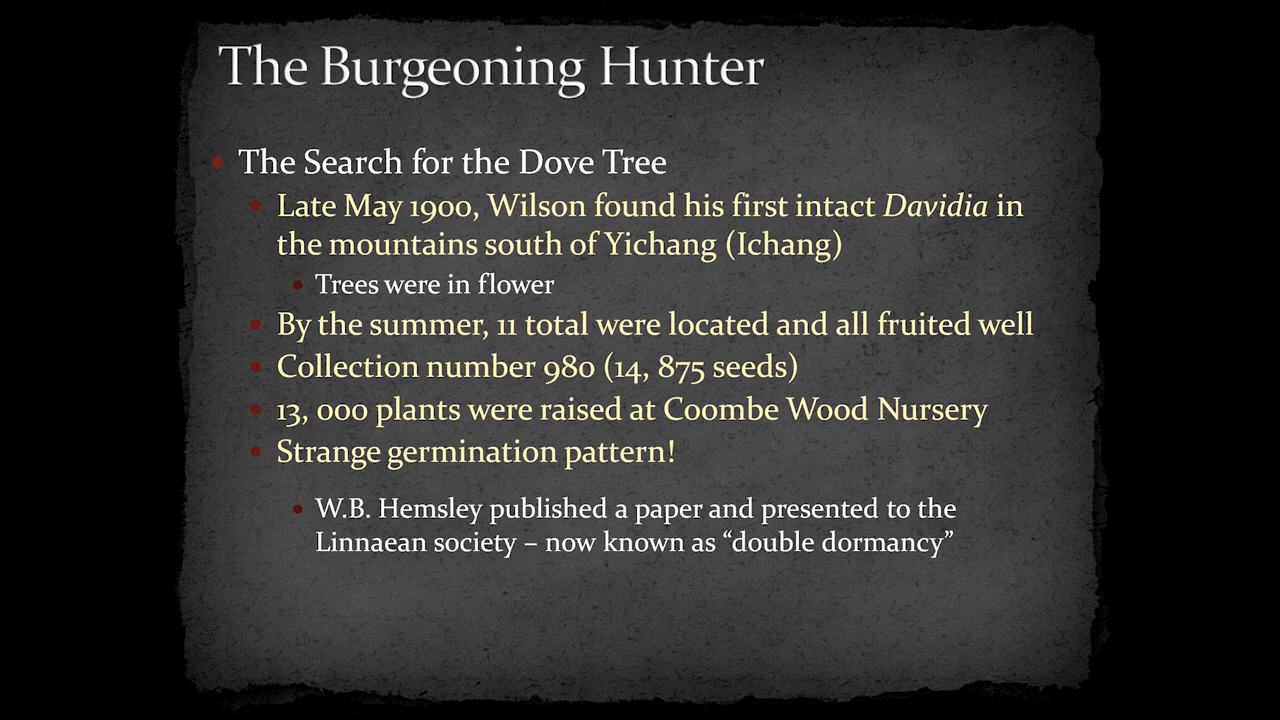 The Burgeoning Hunter
The Search for the Dove Tree
Late May 1900, Wilson found his first intact Davidia in
the mountains south of Yichang (Ichang)
Trees were in flower
By the summer, 11 total were located and all fruited well
Collection number 980 (14, 875 seeds)
13, 000 plants were raised at Coombe Wood Nursery
Strange germination pattern!
W.B. Hemsley published a paper and presented to the
Linnaean society – now known as “double dormancy”